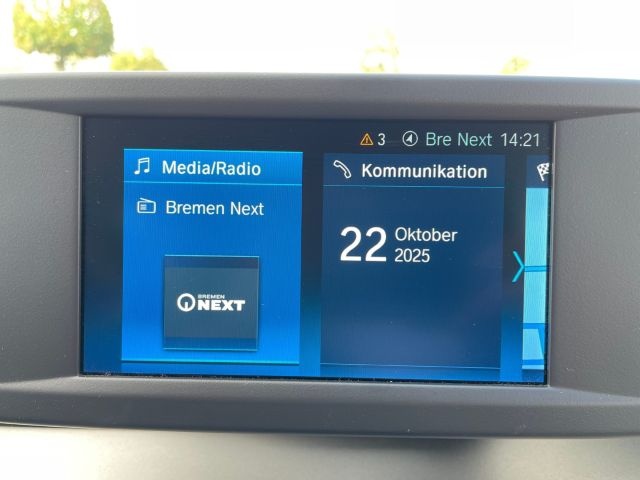 3 Bre Next 14:21
Media/Radio
Bremen Next
BREMEN
NEXT
Kommunikation
22 Oktober
2025